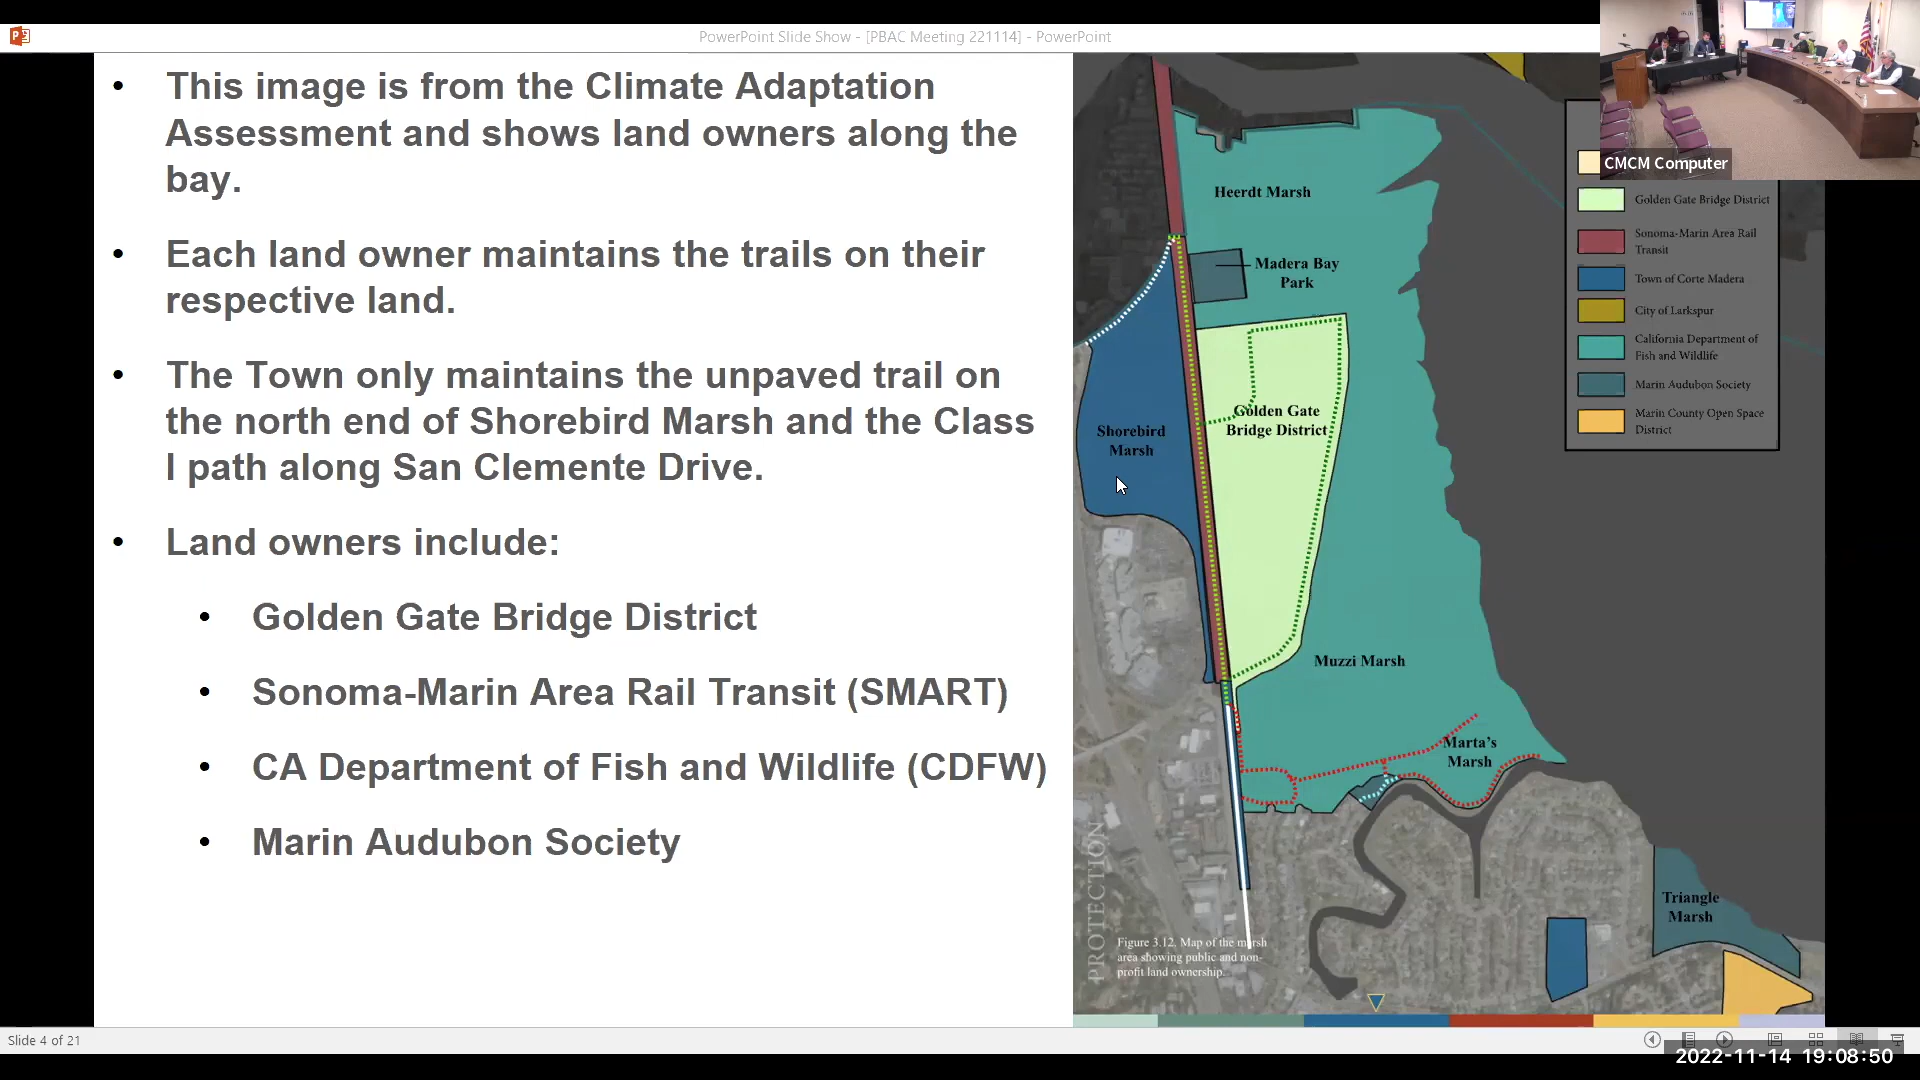 PowerPoint Slide Show - [PBAC Meeting 221114] - PowerPoint
• This image is from the Climate Adaptation
Assessment and shows land owners along the
bay.
• Each land owner maintains the trails on their
respective land.
• The Town only maintains the unpaved trail on
the north end of Shorebird Marsh and the Class
I path along San Clemente Drive.
• Land owners include:
• Golden Gate Bridge District
• Sonoma-Marin Area Rail Transit (SMART)
• CA Department of Fish and Wildlife (CDFW)
• Marin Audubon Society
Heerdt Marsh
Madera Bay
Park
Golden Gate
Bridge District
Shorebird
Marsh
Muzzi Marsh
Marta's
Marsh
Triangle
Marsh
PROTECTION
Figure 3.12. Map of the marsh
area showing public and non-
profit land ownership.
CMCM Computer
Golden Gate Bridge District
Sonoma-Marin Area Rail
Transit
Town of Corte Madera
City of Larkspur
California Department of
Fish and Wildlife
Marin Audubon Society
Marin County Open Space
District
Slide 4 of 21
2022-11-14 19:08:50